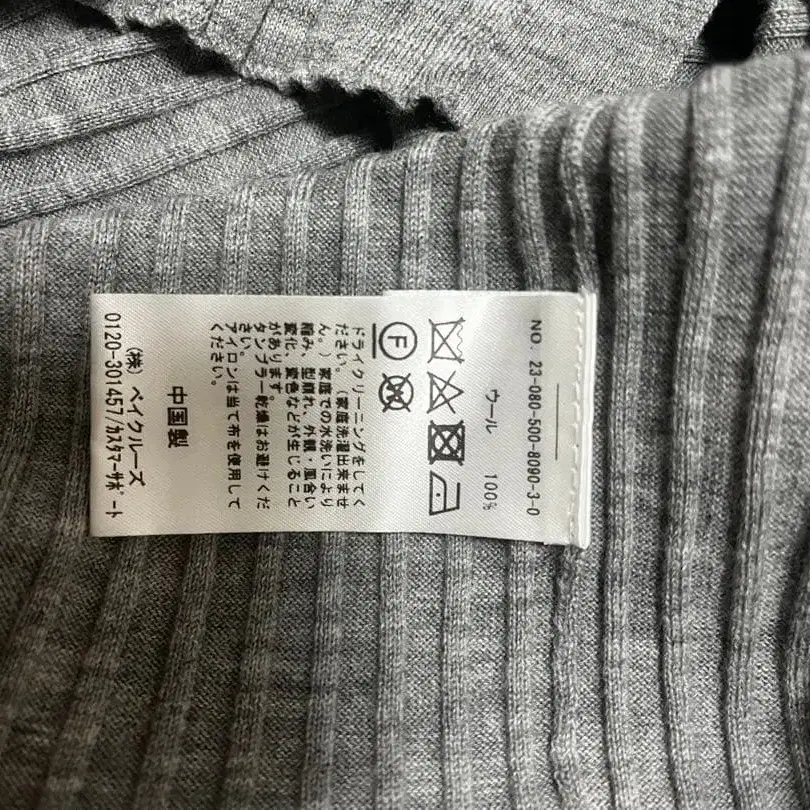 NO. 23-080-500-8090-3-0
ウール 100%
F
ドライクリーニングをしてく
ださい。(家庭洗濯出来ませ
ん。)家庭での水洗いにより
縮み、型崩れ、外観・風合い
変化、変色などが生じること
があります。
タンブラー乾燥はお避けくだ
さい。
アイロンは当て布を使用して
ください。
中国製
(株)ベイクルーズ
0120-301457/カスタマーサポート